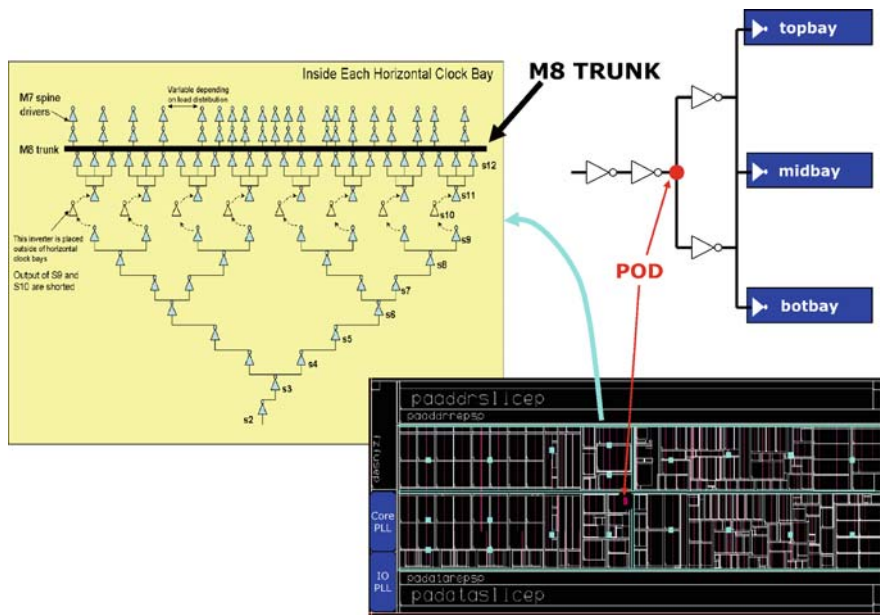 Inside Each Horizontal Clock Bay
M7 spine
drivers
Variable depending
on load distribution
M8 trunk
s12
s11
s10
This inverter is placed
outside of horizontal
clock bays
s9
Output of S9 and
S10 are shorted
s8
s7
s6
s5
s4
s3
s2
M8 TRUNK
topbay
midbay
POD
botbay
paaddrsllcep
paaddrrepsp
Core
PLL
IO
PLL
padatarepsp
padataslicep